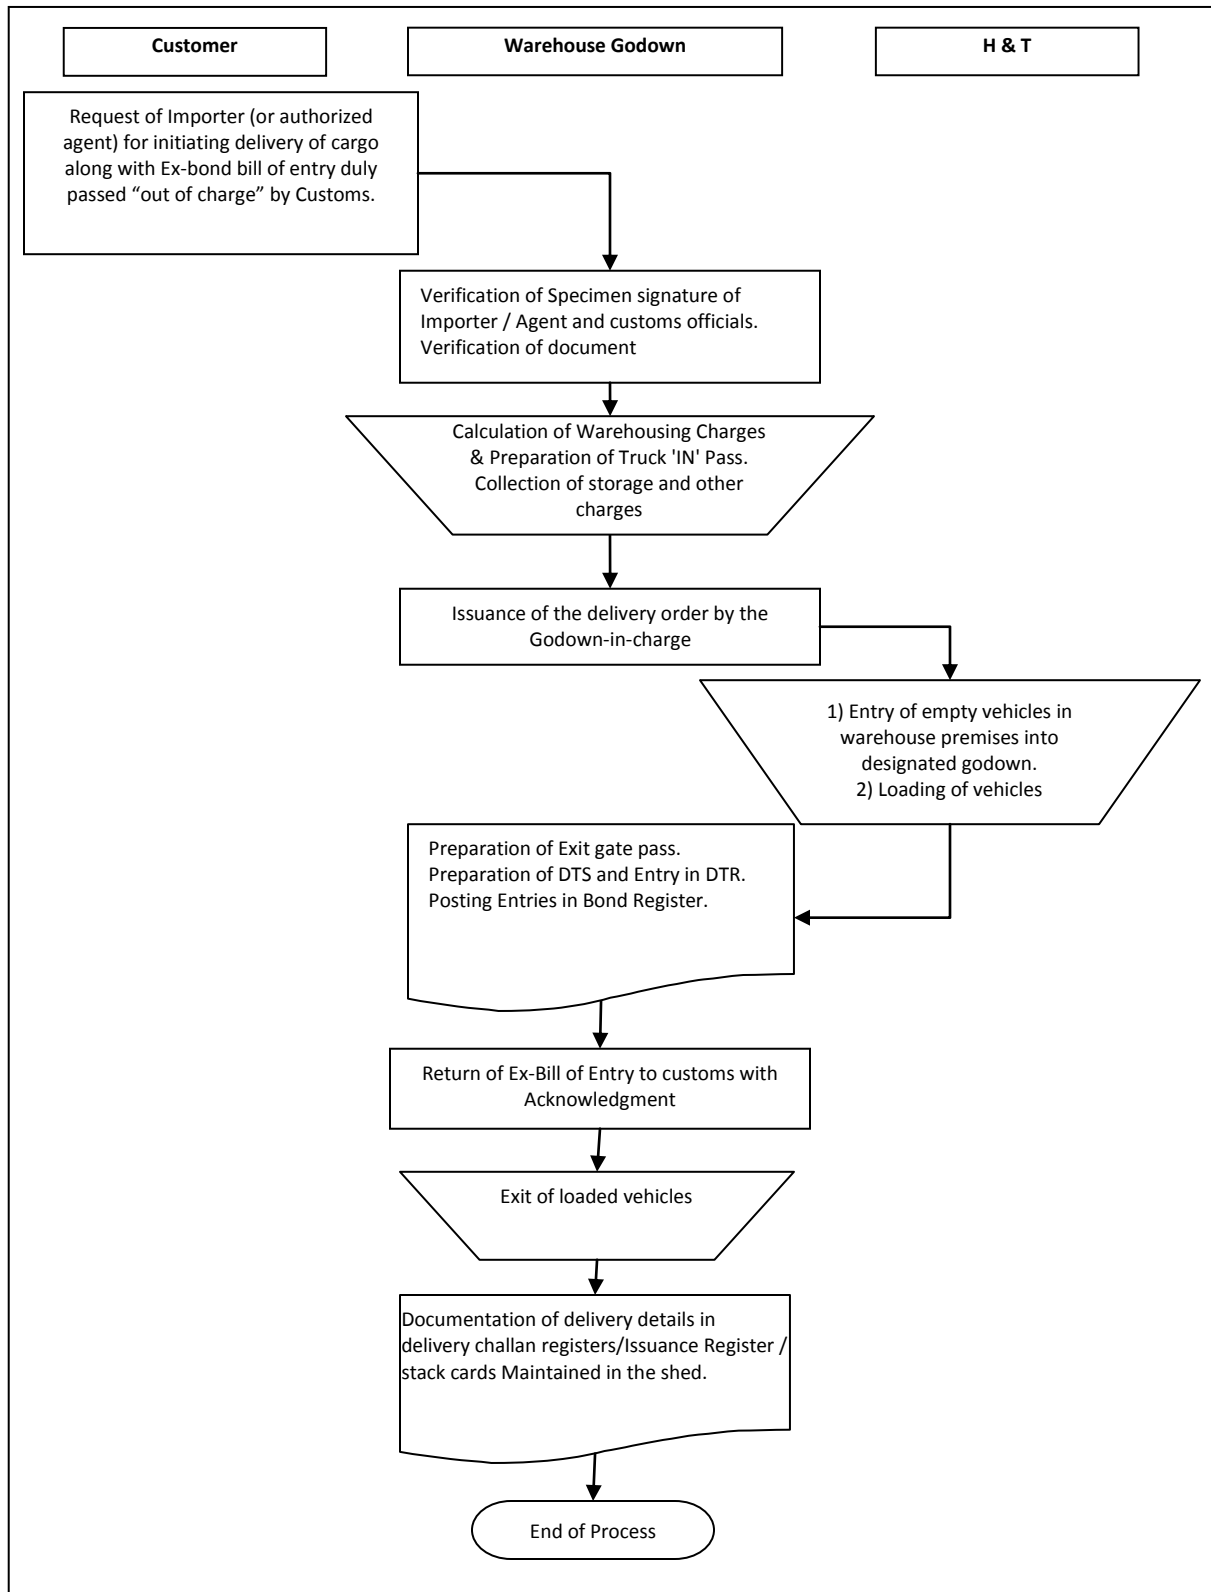 Customer
Warehouse Godown
H & T
Request of Importer (or authorized
agent) for initiating delivery of cargo
along with Ex-bond bill of entry duly
passed “out of charge” by Customs.
Verification of Specimen signature of
Importer / Agent and customs officials.
Verification of document
Calculation of Warehousing Charges
& Preparation of Truck 'IN' Pass.
Collection of storage and other
charges
Issuance of the delivery order by the
Godown-in-charge
1) Entry of empty vehicles in
warehouse premises into
designated godown.
2) Loading of vehicles
Preparation of Exit gate pass.
Preparation of DTS and Entry in DTR.
Posting Entries in Bond Register.
Return of Ex-Bill of Entry to customs with
Acknowledgment
Exit of loaded vehicles
Documentation of delivery details in
delivery challan registers/Issuance Register /
stack cards Maintained in the shed.
End of Process